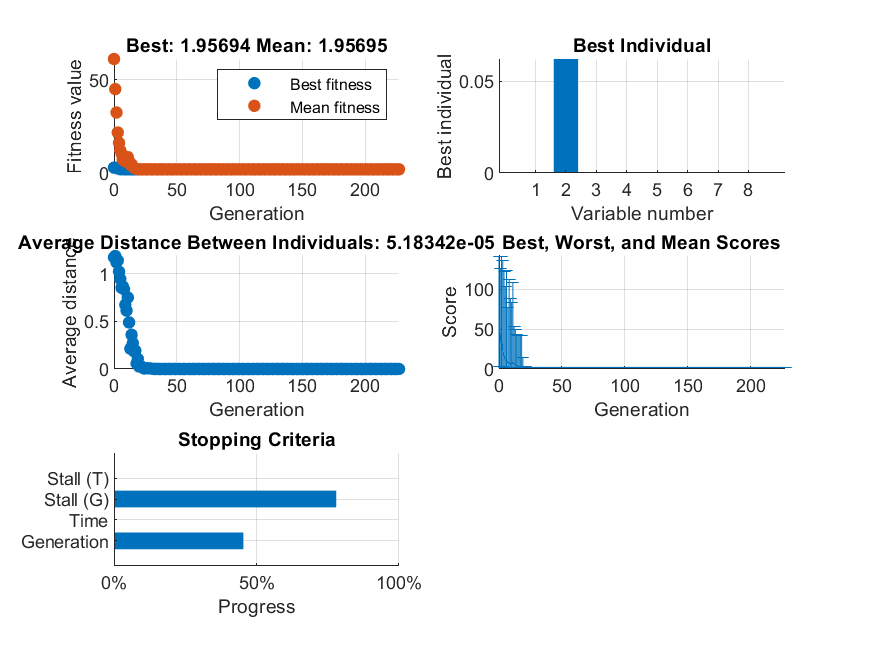 Best: 1.95694 Mean: 1.95695
Fitness value
50
0
0 50 100 150 200
Generation
Best fitness
Mean fitness
Best Individual
Best individual
0.05
0
1 2 3 4 5 6 7 8
Variable number
Average Distance Between Individuals: 5.18342e-05
Average distance
1
0.5
0
0 50 100 150 200
Generation
Best, Worst, and Mean Scores
Score
100
50
0
0 50 100 150 200
Generation
Stopping Criteria
Stall (T)
Stall (G)
Time
Generation
0% 50% 100%
Progress